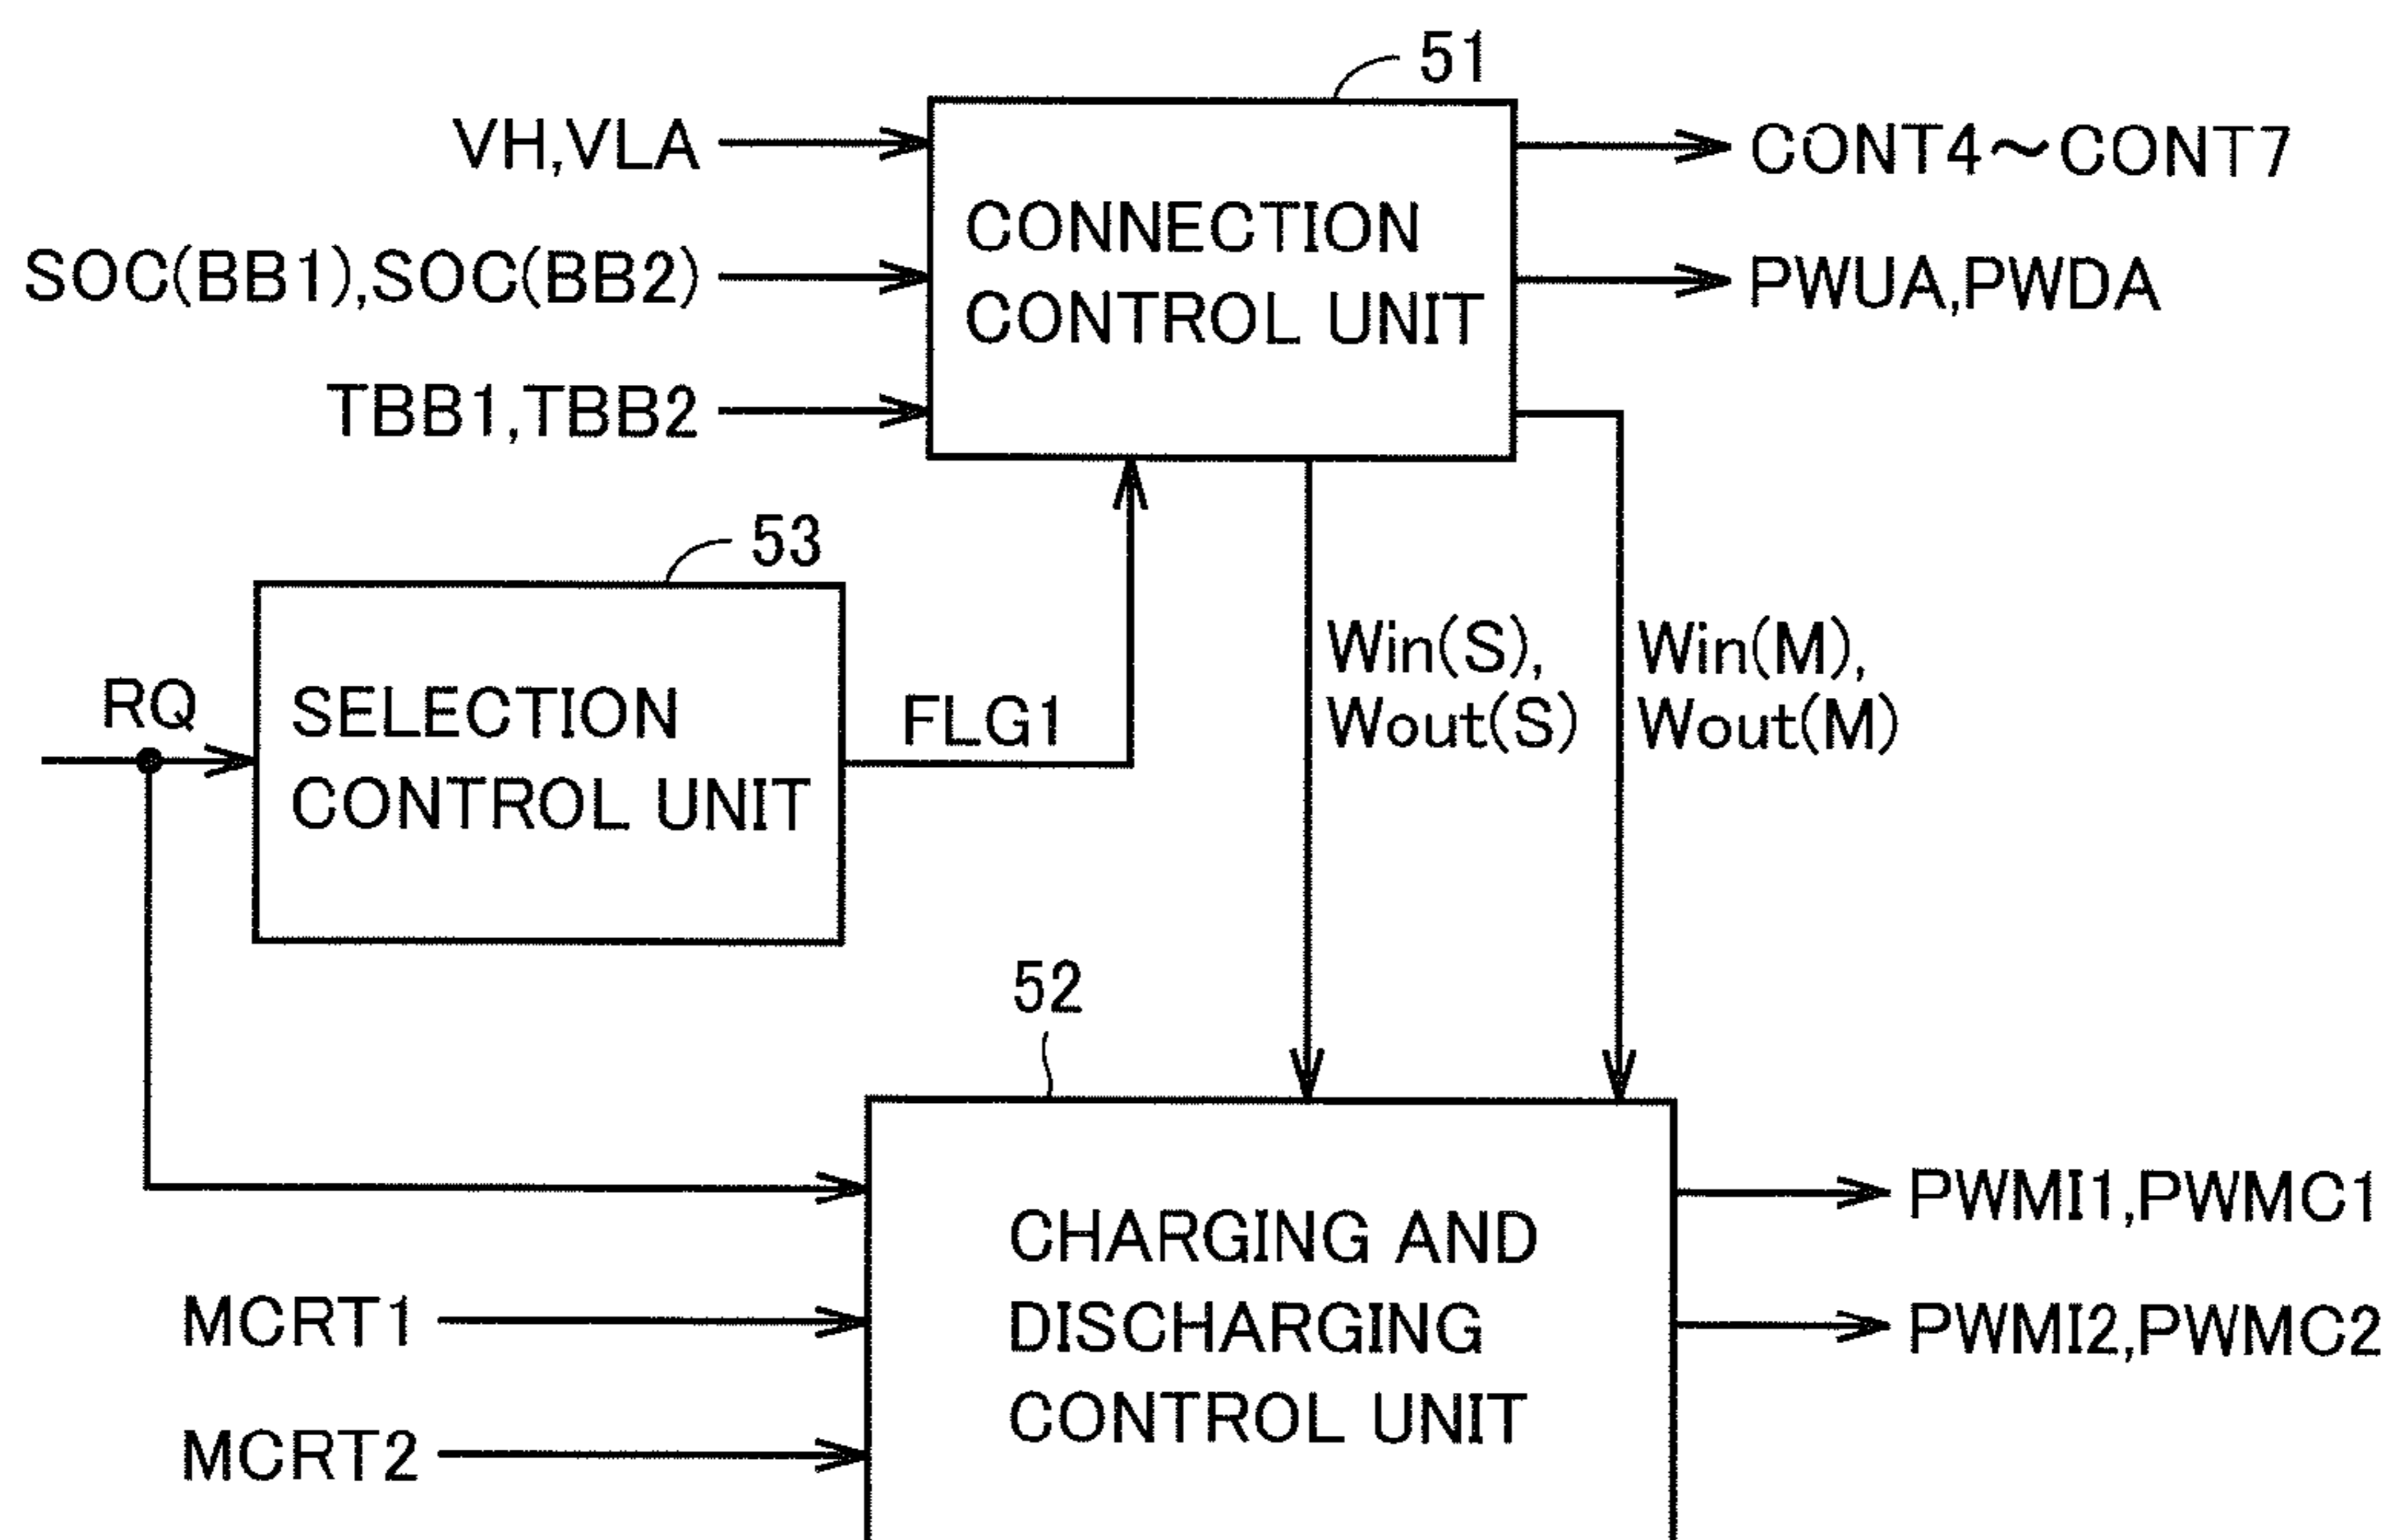 51
VH,VLA
CONT4~CONT7
CONNECTION
CONTROL UNIT
SOC(BB1),SOC(BB2)
PWUA,PWDA
TBB1,TBB2
53
Win(S),
Wout(S)
Win(M),
Wout(M)
RQ
SELECTION
CONTROL UNIT
FLG1
52
CHARGING AND
DISCHARGING
CONTROL UNIT
PWMI1,PWMC1
MCRT1
PWMI2,PWMC2
MCRT2